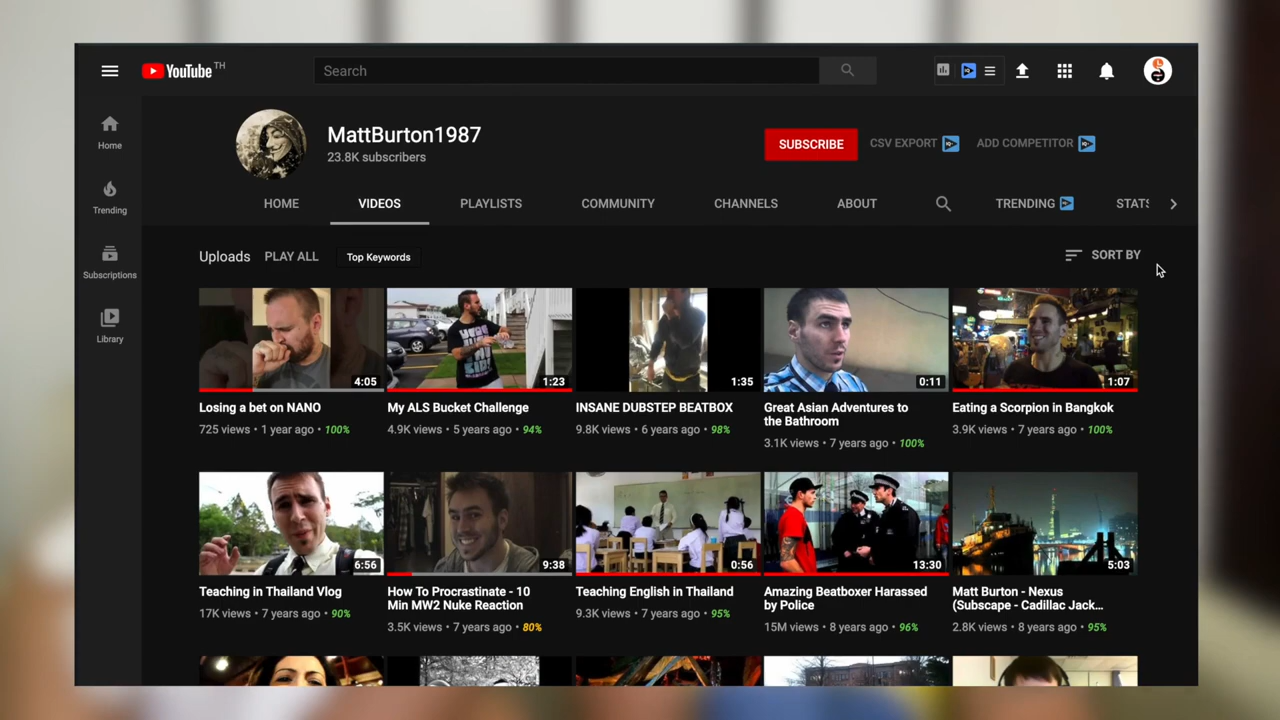 YouTube TH
Search
MattBurton1987
23.8K subscribers
SUBSCRIBE
CSV EXPORT
ADD COMPETITOR
Home
Trending
Subscriptions
Library
HOME
VIDEOS
PLAYLISTS
COMMUNITY
CHANNELS
ABOUT
TRENDING
STATS
Uploads
PLAY ALL
Top Keywords
SORT BY
4:05
1:23
1:35
0:11
1:07
Losing a bet on NANO
725 views • 1 year ago • 100%
My ALS Bucket Challenge
4.9K views • 5 years ago • 94%
INSANE DUBSTEP BEATBOX
9.8K views • 6 years ago • 98%
Great Asian Adventures to
the Bathroom
3.1K views • 7 years ago • 100%
Eating a Scorpion in Bangkok
3.9K views • 7 years ago • 100%
6:56
9:38
0:56
13:30
5:03
Teaching in Thailand Vlog
17K views • 7 years ago • 90%
How To Procrastinate - 10
Min MW2 Nuke Reaction
3.5K views • 7 years ago • 80%
Teaching English in Thailand
9.3K views • 7 years ago • 95%
Amazing Beatboxer Harassed
by Police
15M views • 8 years ago • 96%
Matt Burton - Nexus
(Subscape - Cadillac Jack...
2.8K views • 8 years ago • 95%